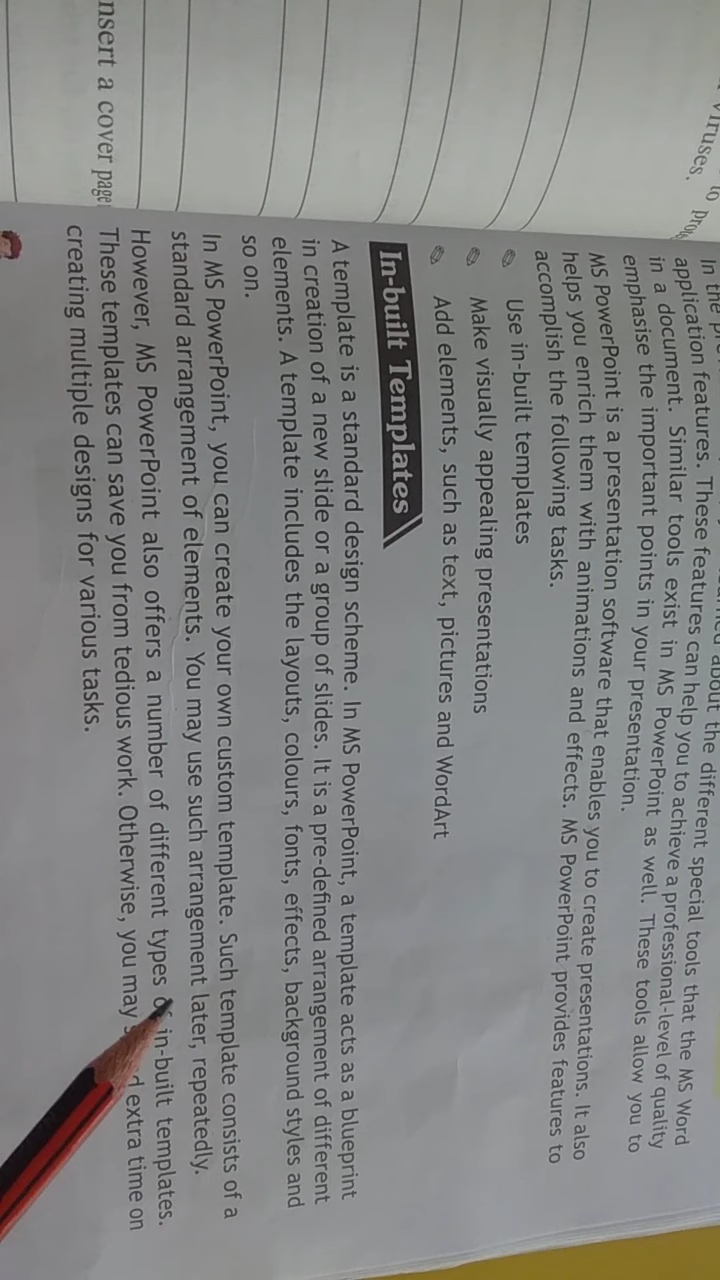 viruses.
to
nsert a cover page
In the
about the different special tools that the MS Word
application features. These features can help you to achieve a professional-level of quality
in a document. Similar tools exist in MS PowerPoint as well. These tools allow you to
emphasise the important points in your presentation.
MS PowerPoint is a presentation software that enables you to create presentations. It also
helps you enrich them with animations and effects. MS PowerPoint provides features to
accomplish the following tasks.
Use in-built templates
Make visually appealing presentations
Add elements, such as text, pictures and WordArt
In-built Templates
A template is a standard design scheme. In MS PowerPoint, a template acts as a blueprint
in creation of a new slide or a group of slides. It is a pre-defined arrangement of different
elements. A template includes the layouts, colours, fonts, effects, background styles and
so on.
In MS PowerPoint, you can create your own custom template. Such template consists of a
standard arrangement of elements. You may use such arrangement later, repeatedly.
However, MS PowerPoint also offers a number of different types of in-built templates.
These templates can save you from tedious work. Otherwise, you may extra time on
creating multiple designs for various tasks.